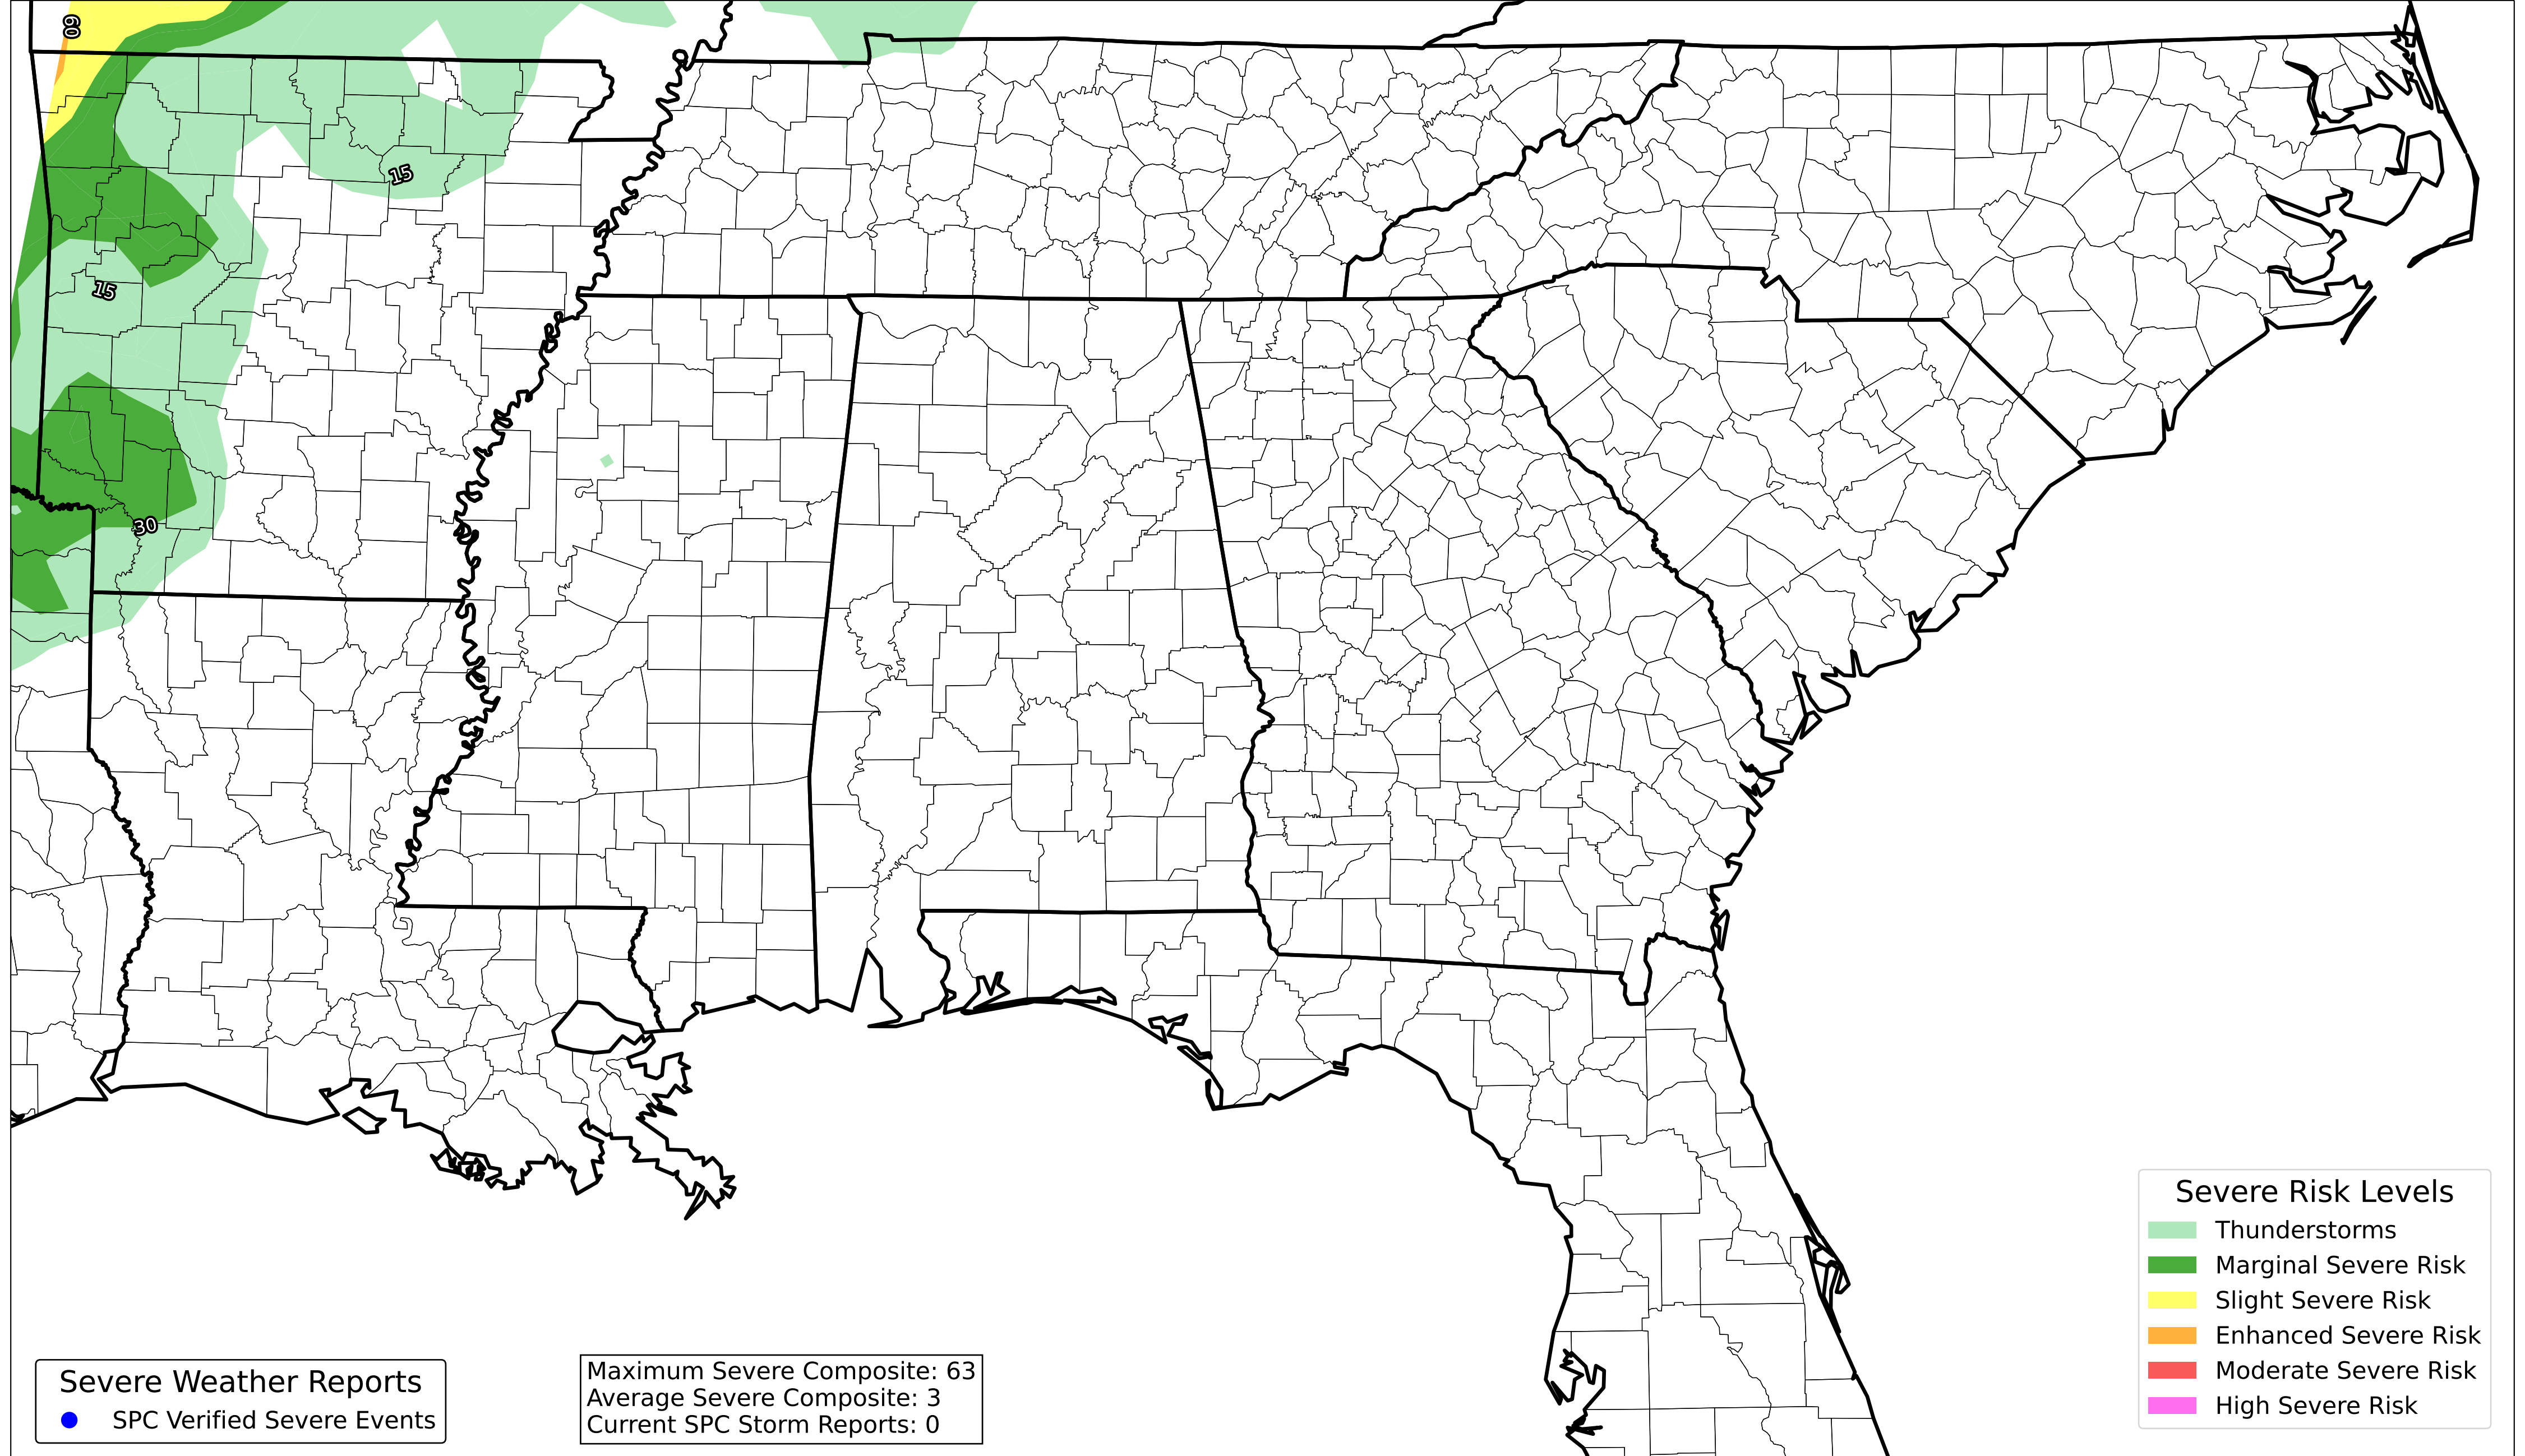 60
15
15
30
Severe Risk Levels
Thunderstorms
Marginal Severe Risk
Slight Severe Risk
Enhanced Severe Risk
Moderate Severe Risk
High Severe Risk
Severe Weather Reports
SPC Verified Severe Events
Maximum Severe Composite: 63
Average Severe Composite: 3
Current SPC Storm Reports: 0